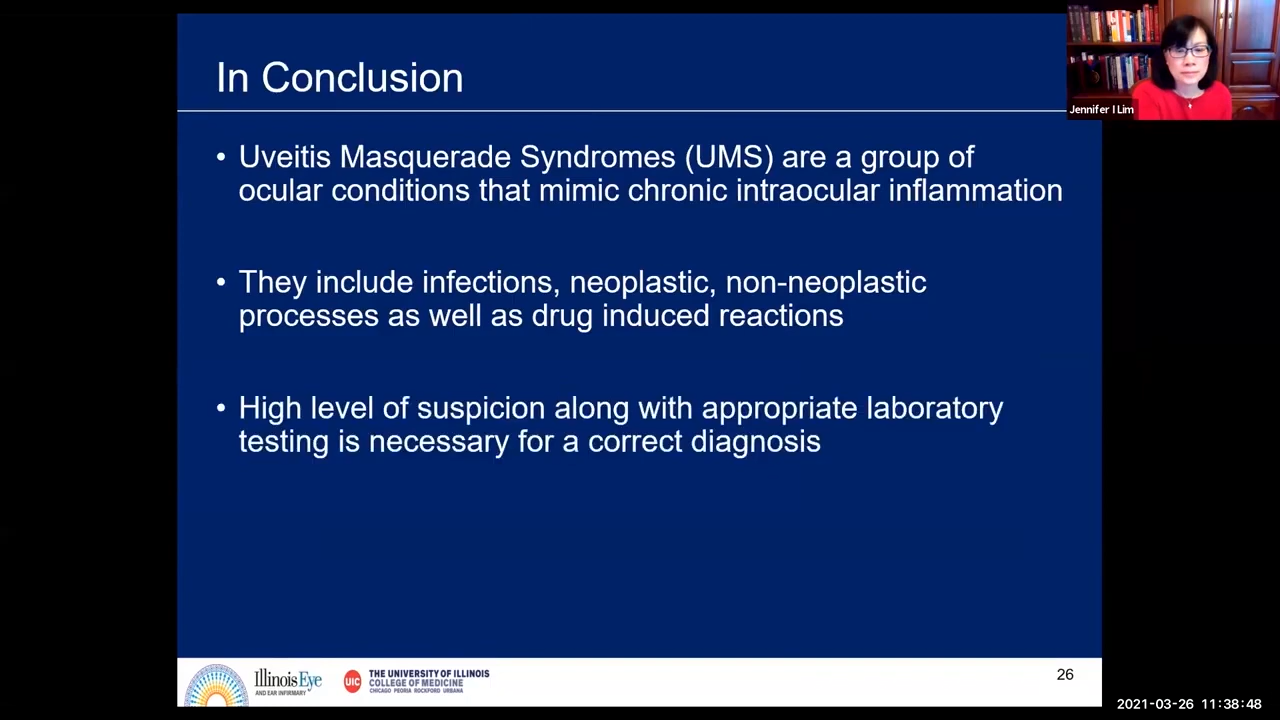 In Conclusion
Jennifer I Lim
• Uveitis Masquerade Syndromes (UMS) are a group of
ocular conditions that mimic chronic intraocular inflammation
• They include infections, neoplastic, non-neoplastic
processes as well as drug induced reactions
• High level of suspicion along with appropriate laboratory
testing is necessary for a correct diagnosis
Illinois Eye
AND EAR INFIRMARY
UIC
THE UNIVERSITY OF ILLINOIS
COLLEGE OF MEDICINE
CHICAGO PEORIA ROCKFORD URBANA
26
2021-03-26 11:38:48